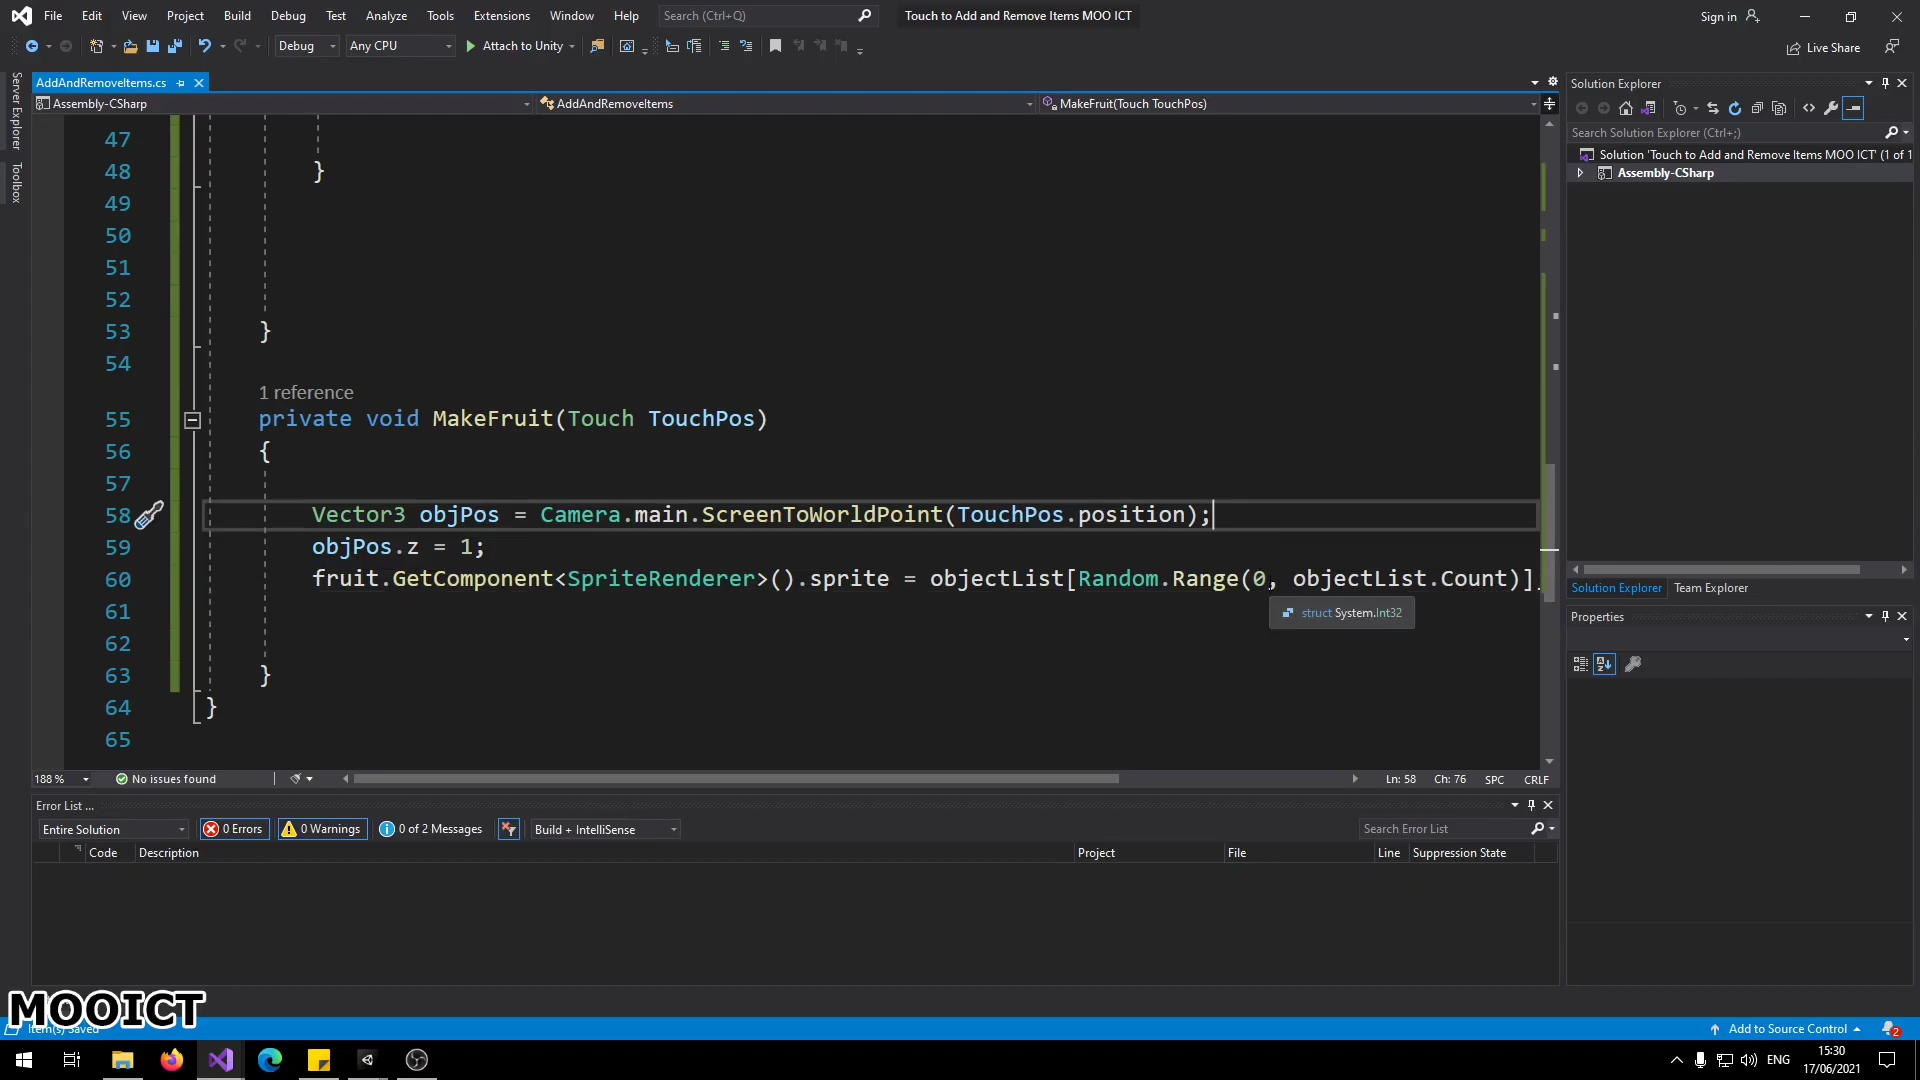 File Edit View Project Build Debug Test Analyze Tools Extensions Window Help Search (Ctrl+Q) Touch to Add and Remove Items MOO ICT Sign in
Debug Any CPU Attach to Unity Live Share
Server Explorer
Toolbox
AddAndRemoveItems.cs
Assembly-CSharp AddAndRemoveItems MakeFruit(Touch TouchPos)
47
48 }
49
50
51
52
53 }
54
1 reference
55 private void MakeFruit(Touch TouchPos)
56 {
57
58 Vector3 objPos = Camera.main.ScreenToWorldPoint(TouchPos.position);
59 objPos.z = 1;
60 fruit.GetComponent<SpriteRenderer>().sprite = objectList[Random.Range(0, objectList.Count)]
struct System.Int32
61
62
63 }
64 }
65
188 % No issues found Ln: 58 Ch: 76 SPC CRLF
Error List ...
Entire Solution 0 Errors 0 Warnings 0 of 2 Messages Build + IntelliSense Search Error List
Code Description Project File Line Suppression State
Solution Explorer
Search Solution Explorer (Ctrl+;)
Solution 'Touch to Add and Remove Items MOO ICT' (1 of 1
Assembly-CSharp
Solution Explorer Team Explorer
Properties
MOOICT
Item(s) Saved
Add to Source Control 2
ENG 15:30
17/06/2021